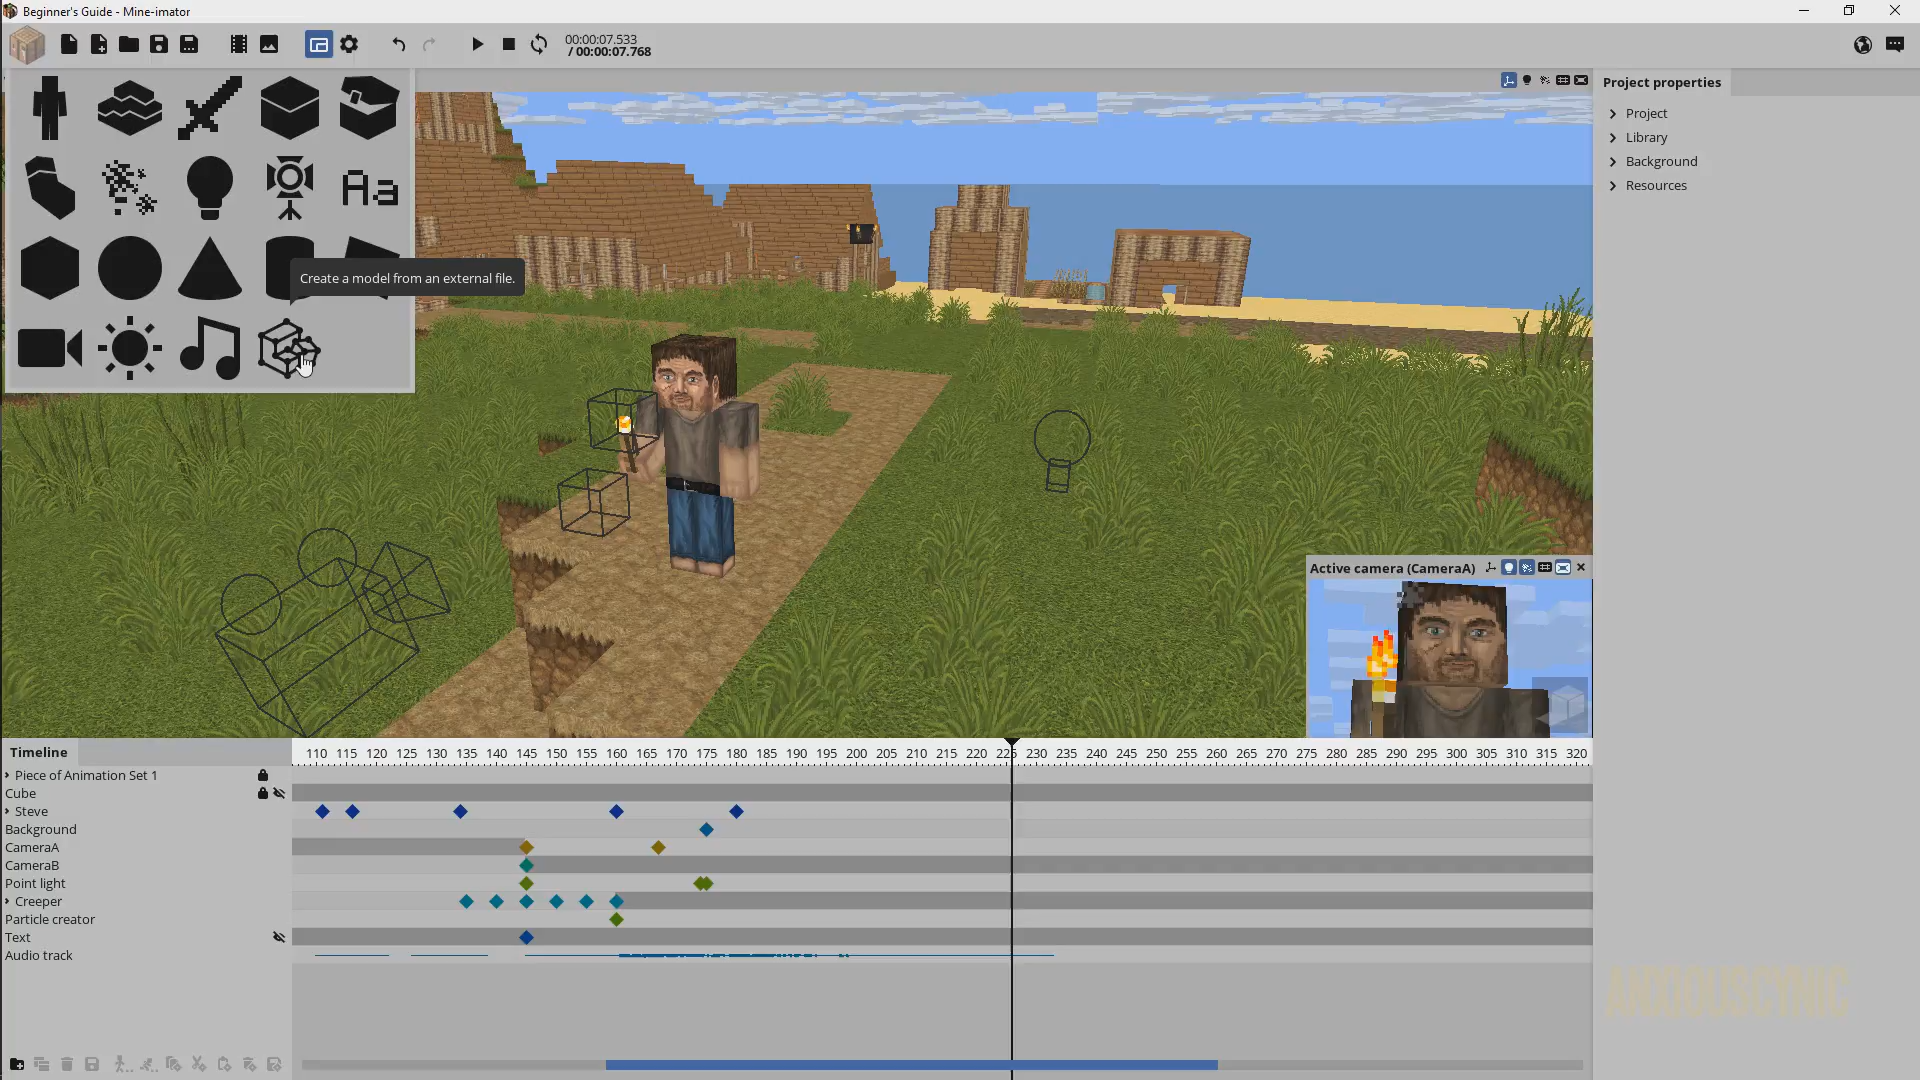 Beginner's Guide - Mine-imator
00:00:07.533
/ 00:00:07.768
Aa
Create a model from an external file.
Project properties
Project
Library
Background
Resources
Active camera (CameraA)
Timeline
110 115 120 125 130 135 140 145 150 155 160 165 170 175 180 185 190 195 200 205 210 215 220 225 230 235 240 245 250 255 260 265 270 275 280 285 290 295 300 305 310 315 320
Piece of Animation Set 1
Cube
Steve
Background
CameraA
CameraB
Point light
Creeper
Particle creator
Text
Audio track
ANXIOUSCYNIC